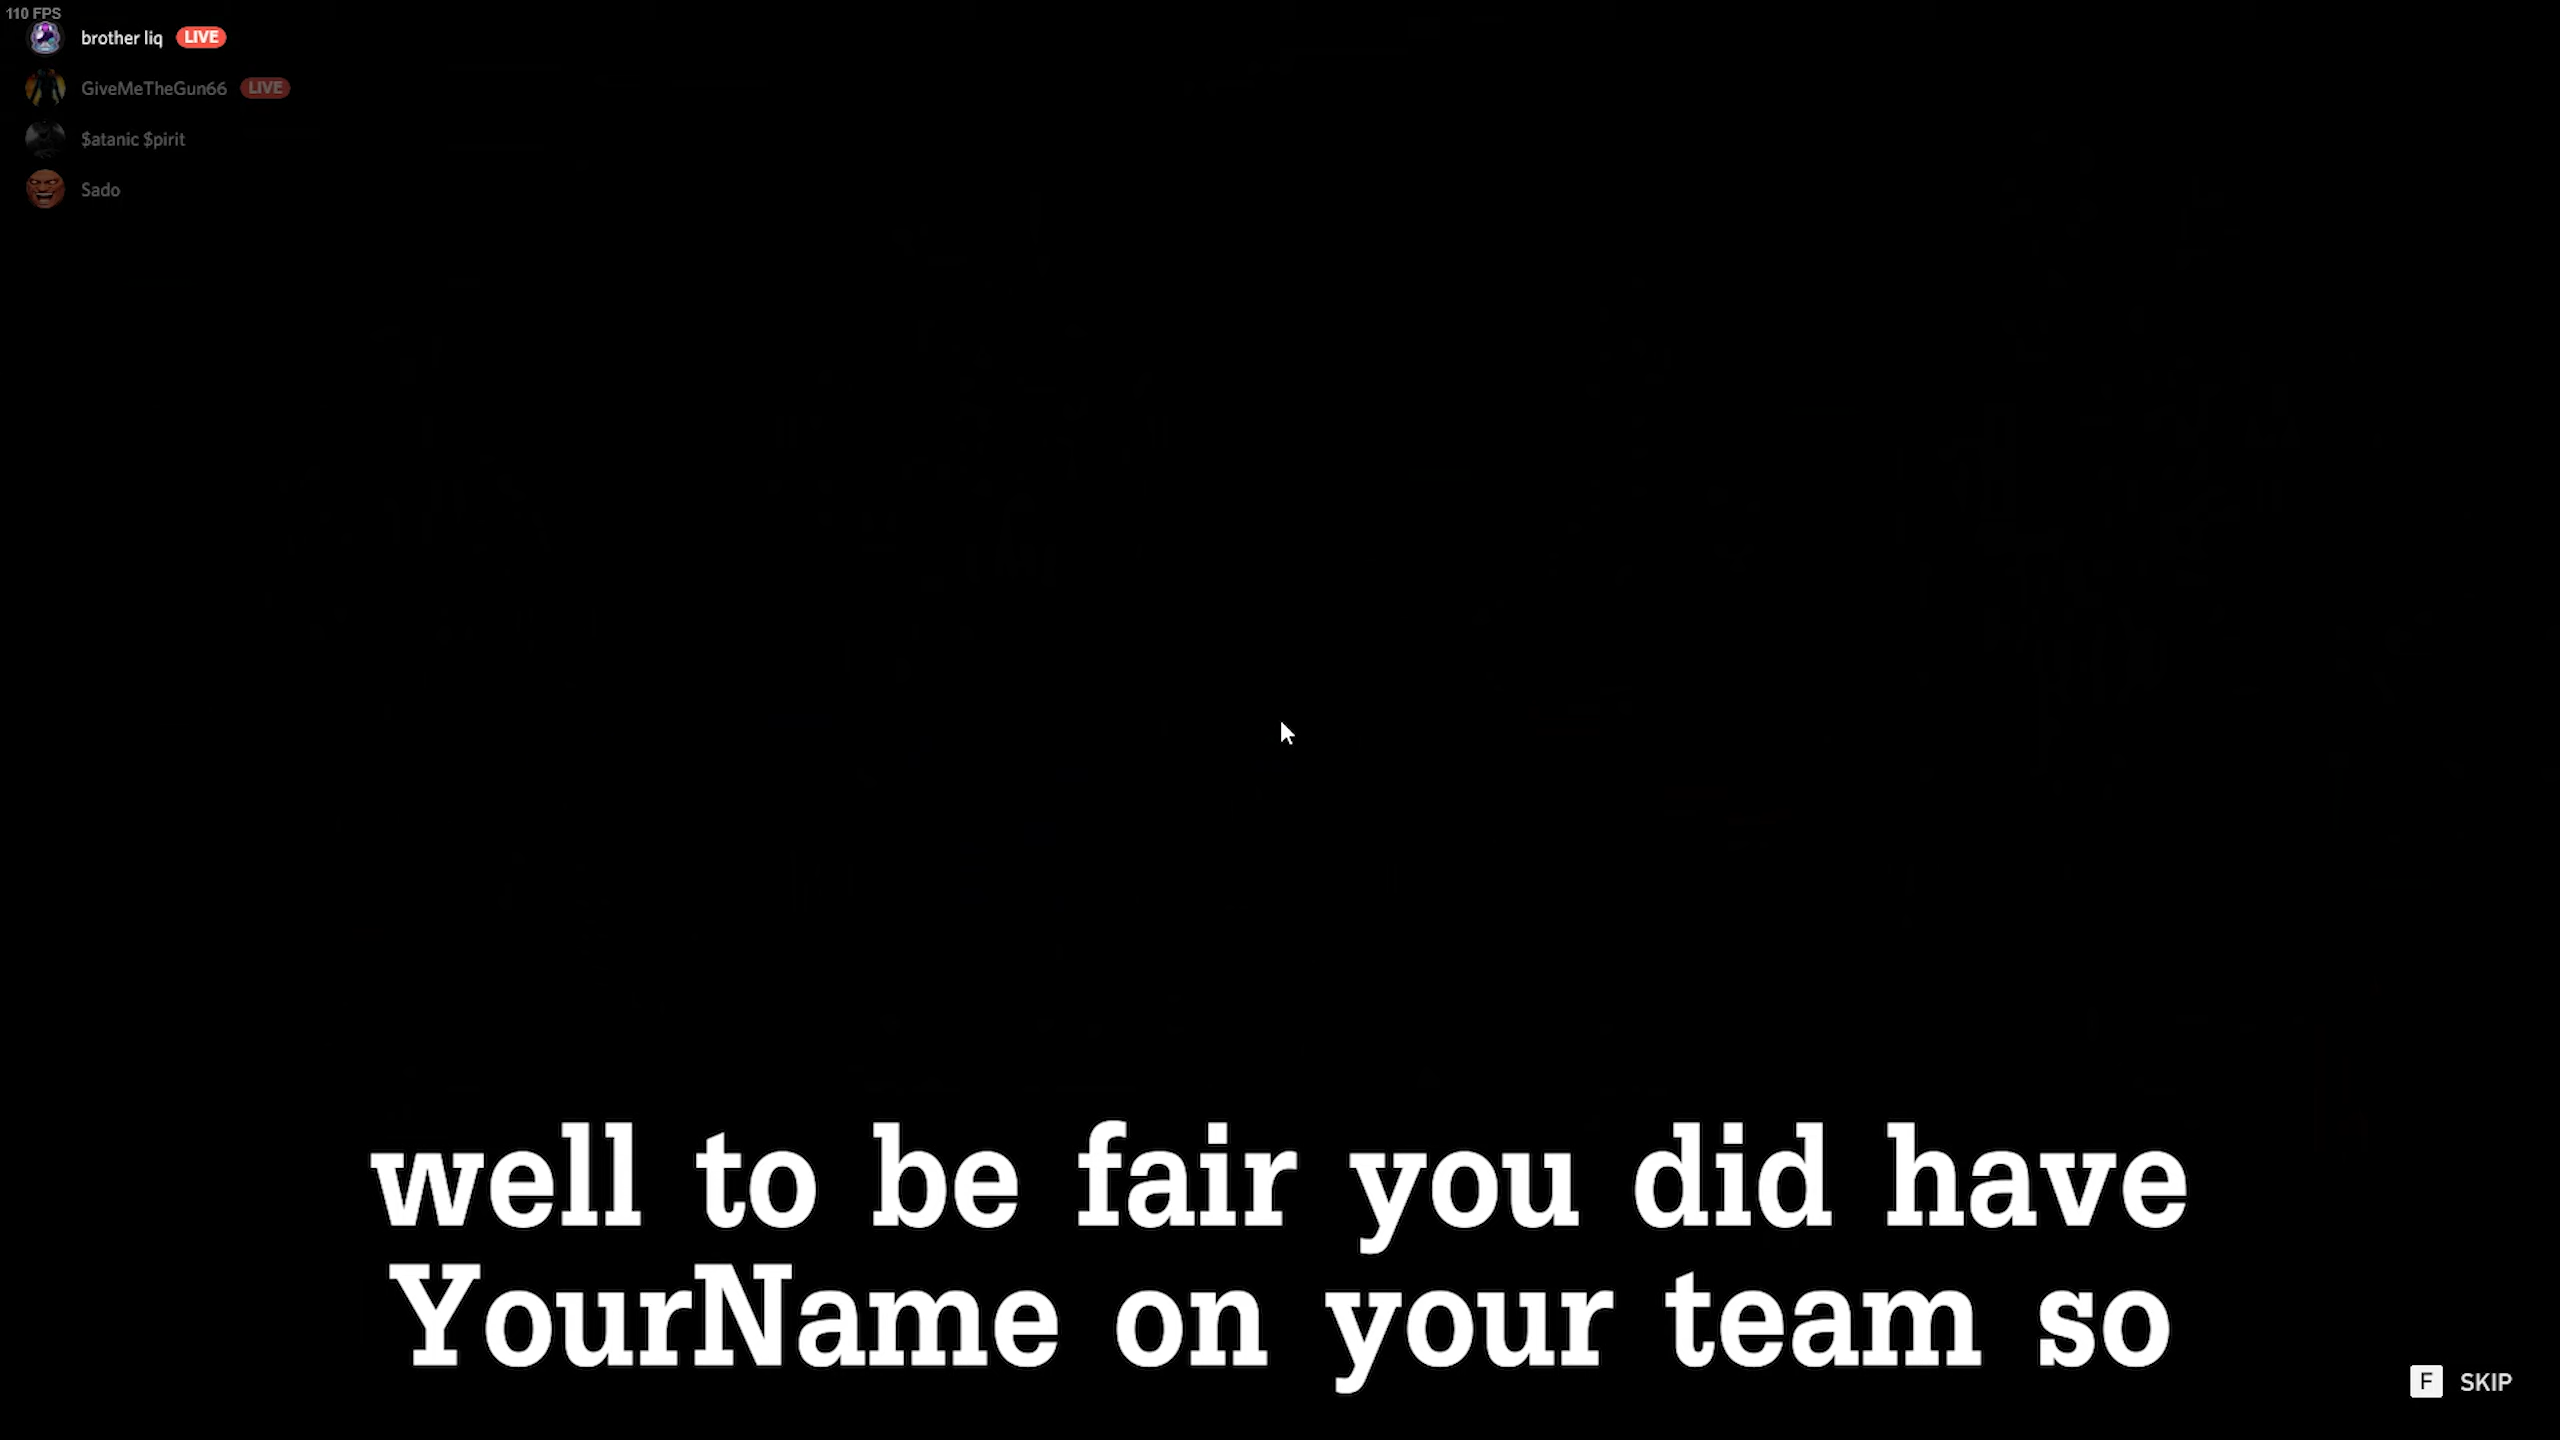 110 FPS
brother liq LIVE
GiveMeTheGun66 LIVE
$atanic $pirit
Sado
well to be fair you did have
YourName on your team so
F SKIP